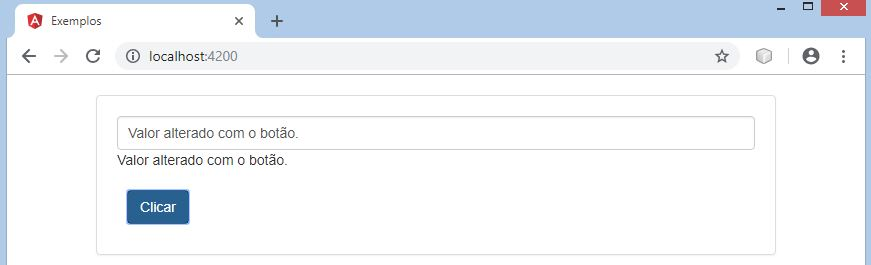 Exemplos
localhost:4200
Valor alterado com o botão.
Valor alterado com o botão.
Clicar